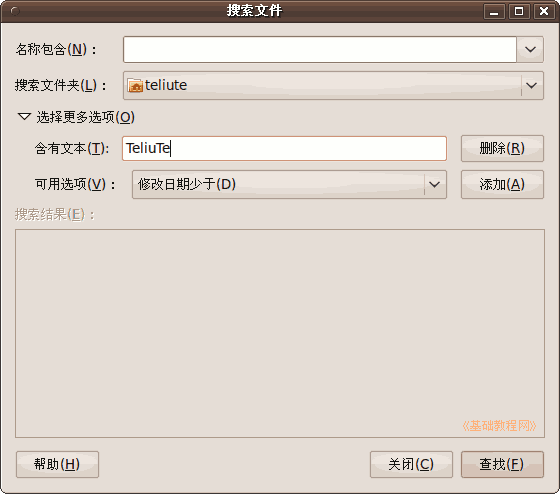 搜索文件
名称包含(N)：
搜索文件夹(L)： teliute
选择更多选项(O)
含有文本(T): TeliuTe 删除(R)
可用选项(V)： 修改日期少于(D) 添加(A)
搜索结果(E)：
《基础教程网》
帮助(H) 关闭(C) 查找(F)